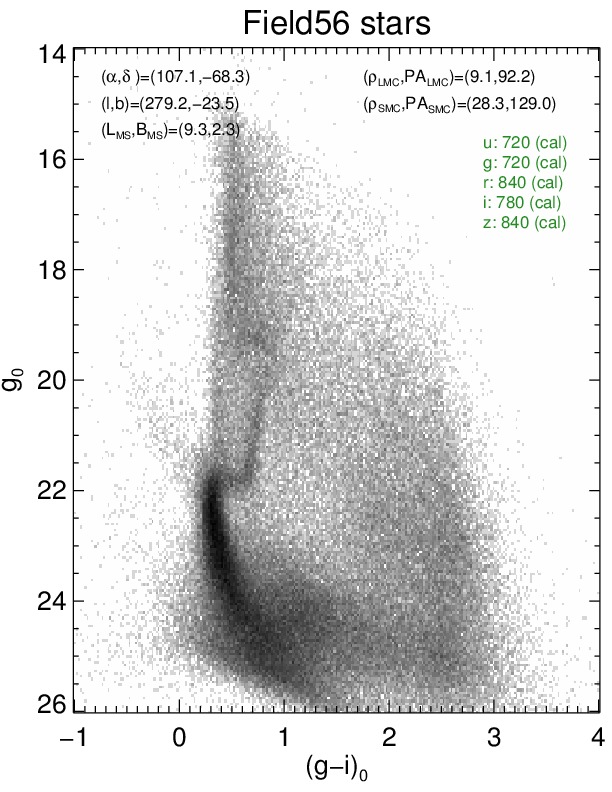 Field56 stars
(α,δ )=(107.1,−68.3)
(ρLMC,PALMC)=(9.1,92.2)
(l,b)=(279.2,−23.5)
(ρSMC,PASMC)=(28.3,129.0)
(LMS,BMS)=(9.3,2.3)
u: 720 (cal)
g: 720 (cal)
r: 840 (cal)
i: 780 (cal)
z: 840 (cal)
14
16
18
20
22
24
26
g0
−1 0 1 2 3 4
(g−i)0